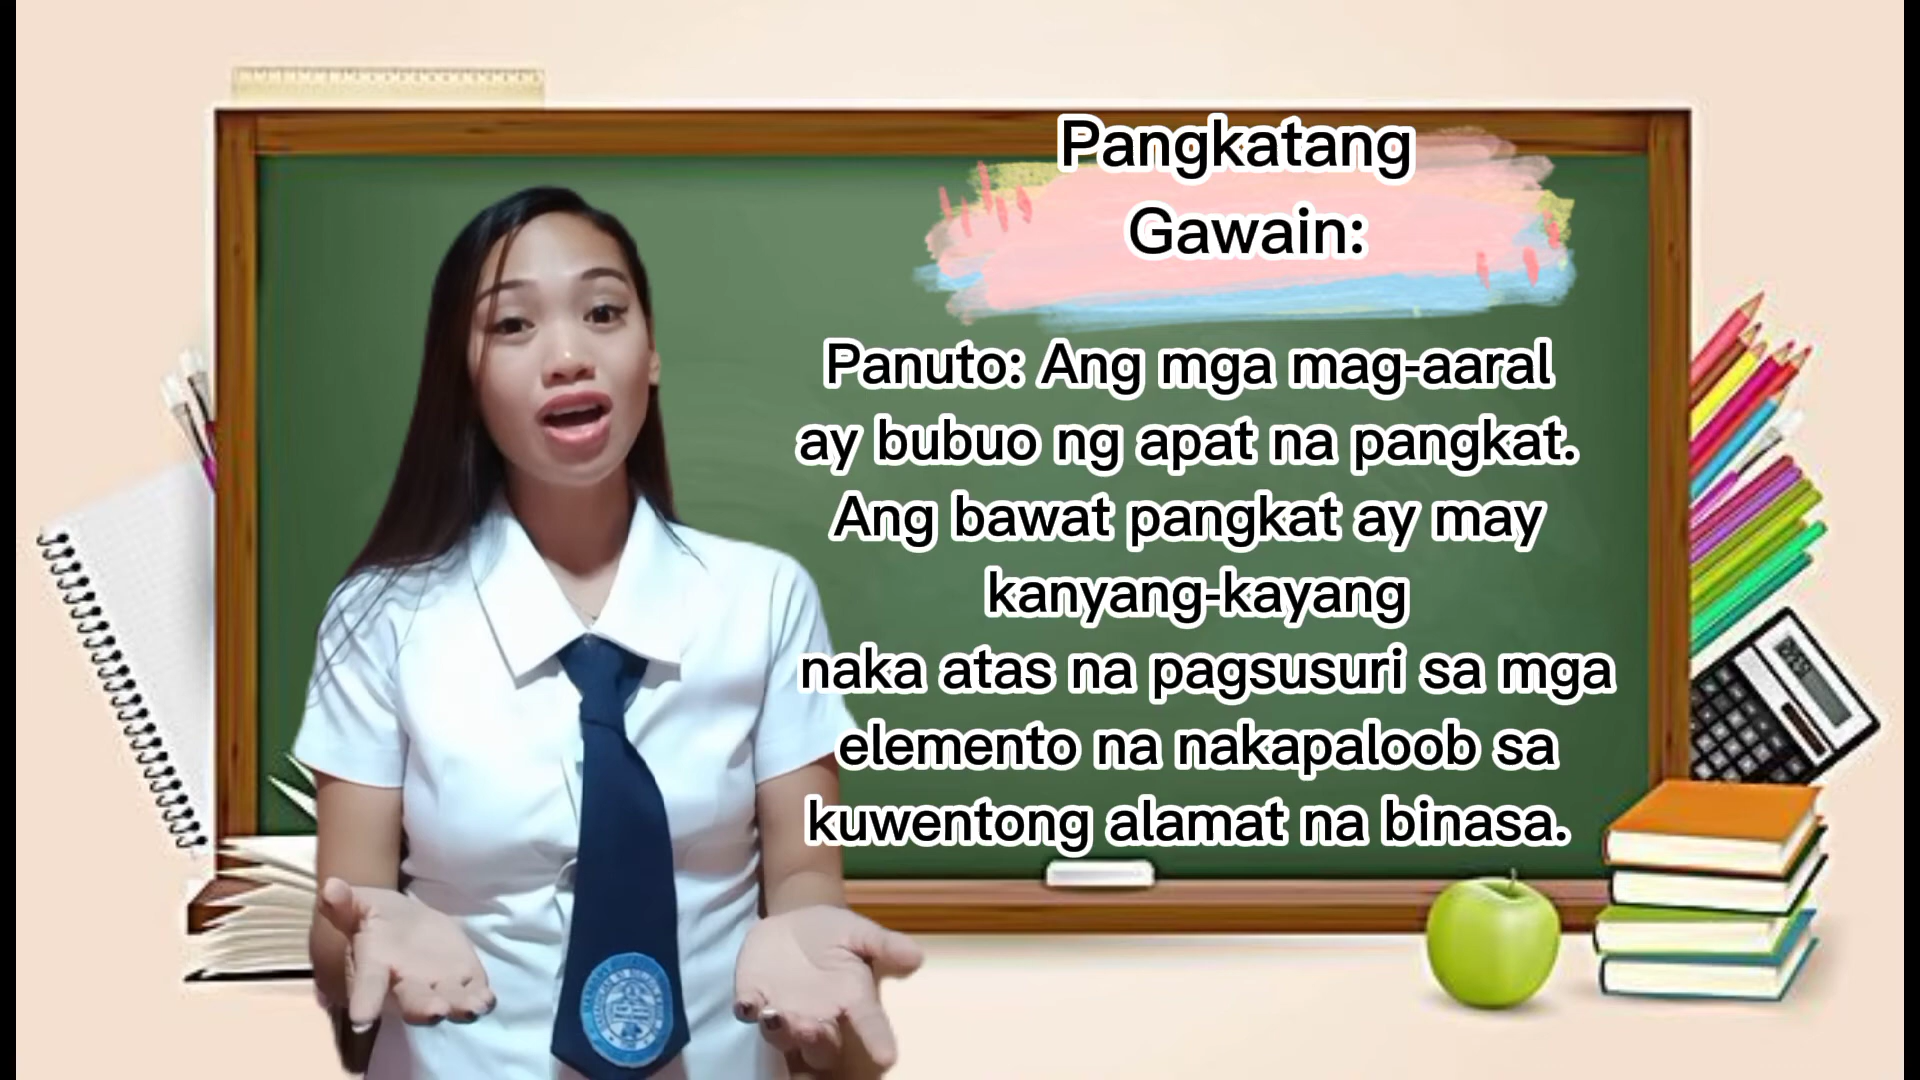 Pangkatang
Gawain:
Panuto: Ang mga mag-aaral
ay bubuo ng apat na pangkat.
Ang bawat pangkat ay may
kanyang-kayang
naka atas na pagsusuri sa mga
elemento na nakapaloob sa
kuwentong alamat na binasa.